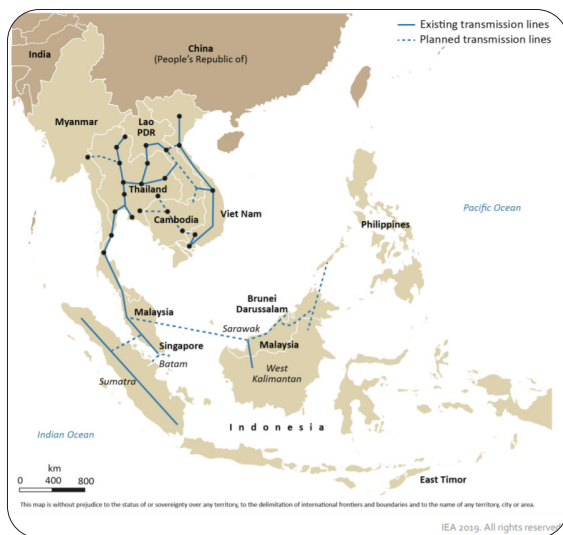 Existing transmission lines
Planned transmission lines
China
(People's Republic of)
India
Myanmar
Lao
PDR
Thailand
Cambodia
Viet Nam
Philippines
Pacific Ocean
Malaysia
Brunei
Darussalam
Sarawak
Malaysia
Singapore
Batam
Sumatra
West
Kalimantan
Indonesia
Indian Ocean
km
0 400 800
East Timor
This map is without prejudice to the status of or sovereignty over any territory, to the delimitation of international frontiers and boundaries and to the name of any territory, city or area.
IEA 2019. All rights reserved